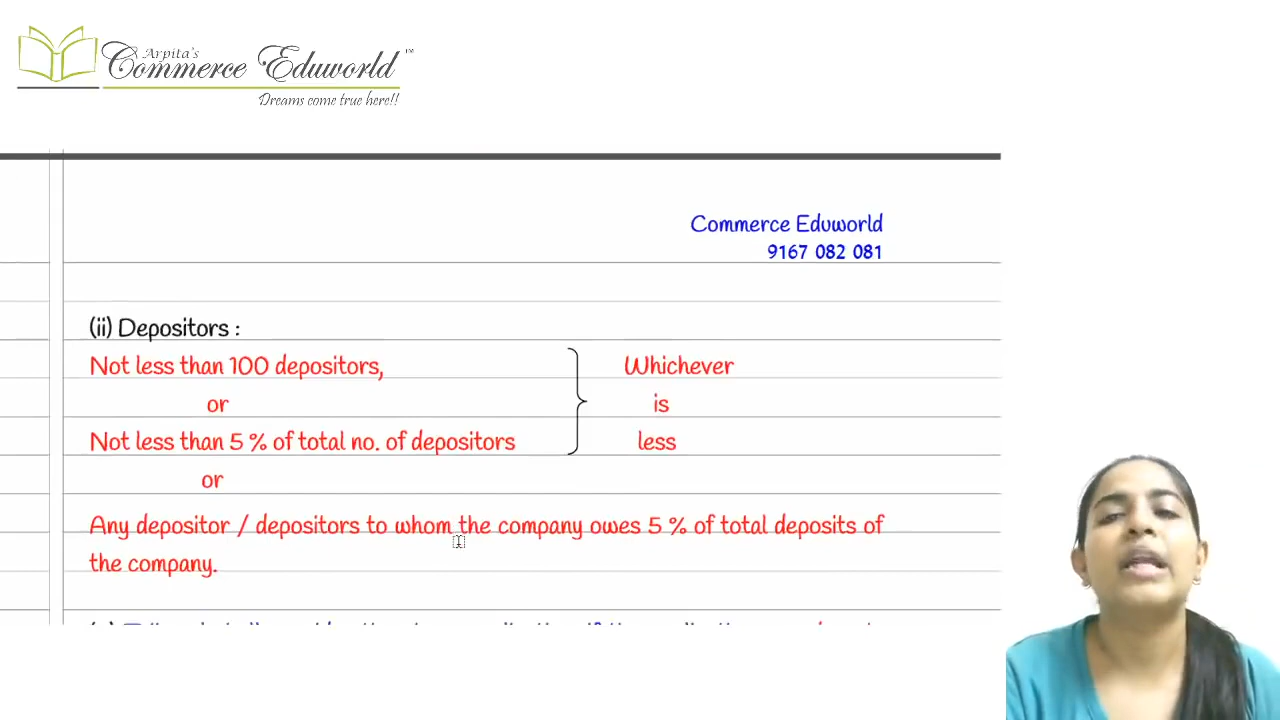 Arpita's
Commerce Eduworld™
Dreams come true here!!
Commerce Eduworld
9167 082 081
(ii) Depositors :
Not less than 100 depositors,
Whichever
or
is
Not less than 5 % of total no. of depositors
less
or
Any depositor / depositors to whom the company owes 5 % of total deposits of
the company.